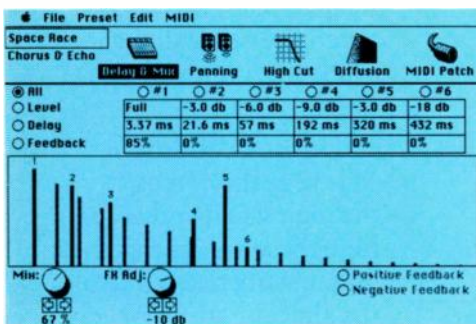 File Preset Edit MIDI
Space Race
Chorus & Echo
Delay & Mix Panning High Cut Diffusion MIDI Patch
All #1 #2 #3 #4 #5 #6
Level Full -3.0 db -6.0 db -9.0 db -3.0 db -18 db
Delay 3.37 ms 21.6 ms 57 ms 192 ms 320 ms 432 ms
Feedback 85% 0% 0% 0% 0% 0%
1 2 3 4 5 6
Mix: FX Adj: Positive Feedback
Negative Feedback
67 % -10 db